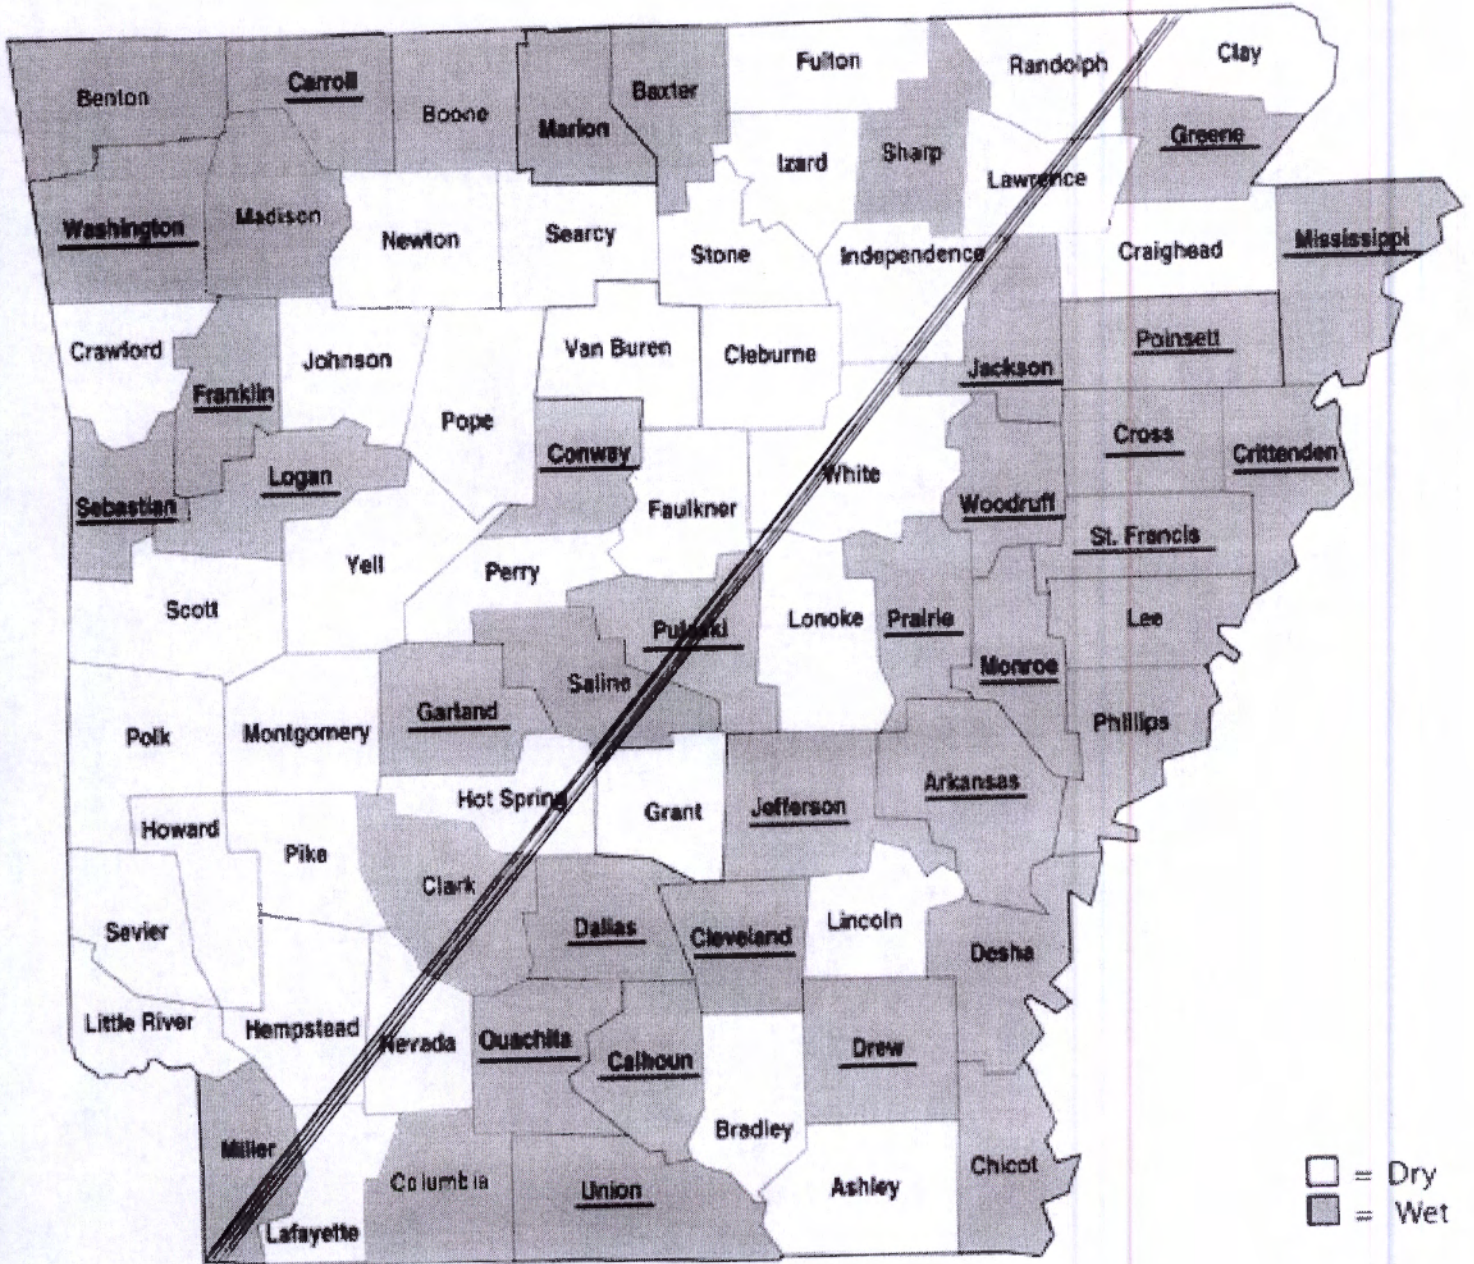 Benton
Carroll
Boone
Marion
Baxter
Fulton
Randolph
Clay
Sharp
Izard
Greene
Lawrence
Washington
Madison
Newton
Searcy
Stone
Independence
Craighead
Mississippi
Crawford
Franklin
Johnson
Van Buren
Cleburne
Jackson
Poinsett
Pope
Logan
Conway
Cross
Crittenden
Sebastian
Faulkner
White
Woodruff
St. Francis
Yell
Perry
Scott
Pulaski
Lonoke
Prairie
Lee
Saline
Monroe
Garland
Phillips
Polk
Montgomery
Hot Spring
Grant
Jefferson
Arkansas
Howard
Pike
Clark
Sevier
Dallas
Cleveland
Lincoln
Desha
Little River
Hempstead
Nevada
Ouachita
Calhoun
Drew
Miller
Bradley
Columbia
Union
Ashley
Chicot
Lafayette
= Dry
= Wet